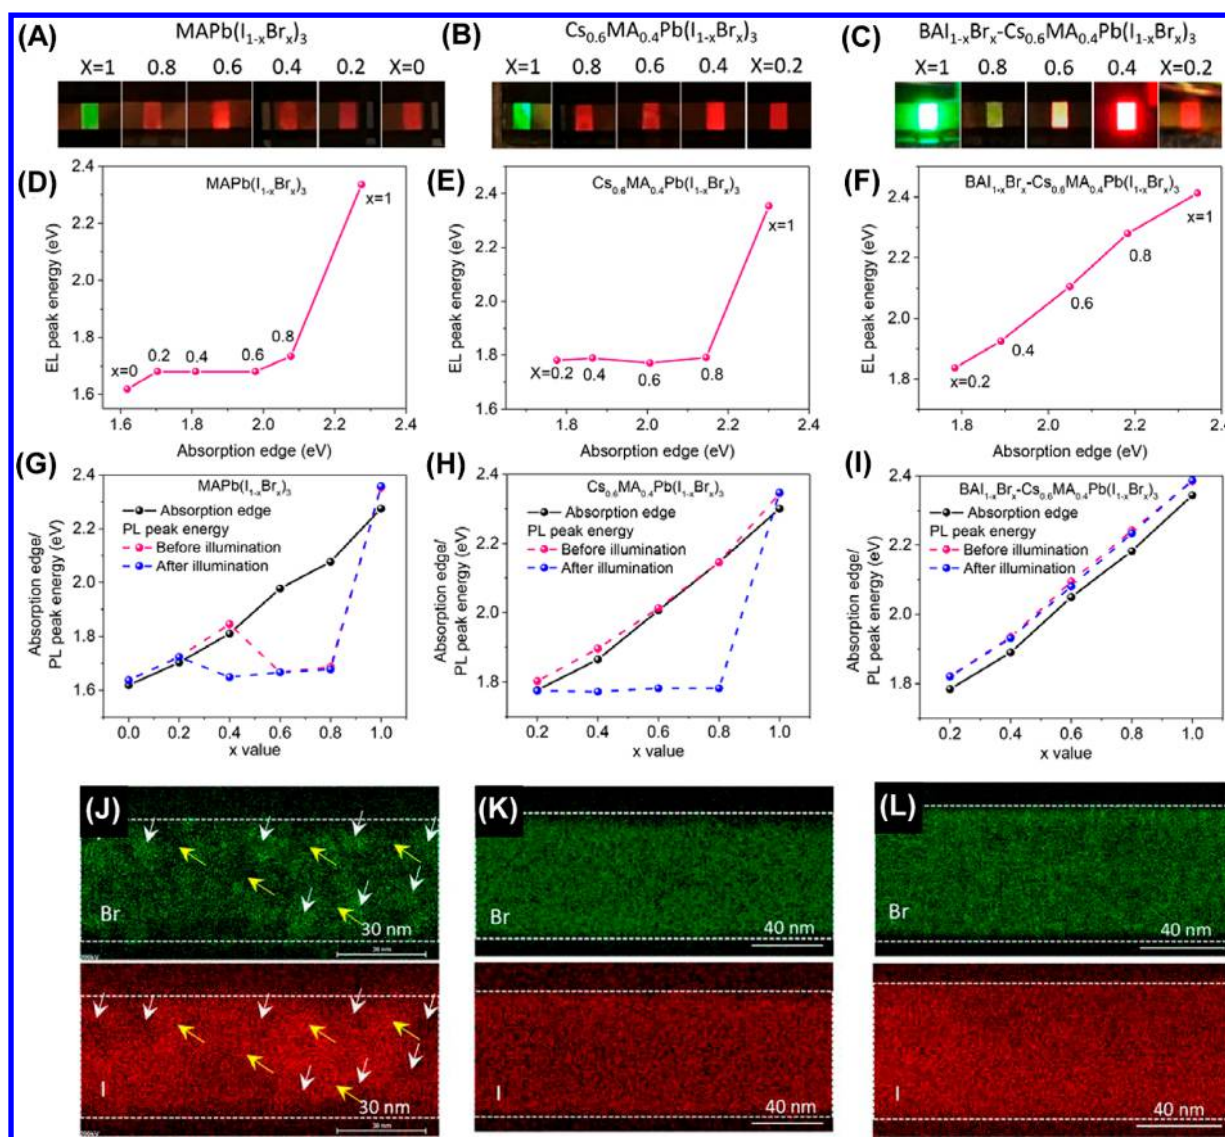 (A) MAPb(I₁₋ₓBrₓ)₃
X=1 0.8 0.6 0.4 0.2 X=0
(B) Cs₀.₆MA₀.₄Pb(I₁₋ₓBrₓ)₃
X=1 0.8 0.6 0.4 X=0.2
(C) BAI₁₋ₓBrₓ-Cs₀.₆MA₀.₄Pb(I₁₋ₓBrₓ)₃
X=1 0.8 0.6 0.4 X=0.2
(D)
MAPb(I₁₋ₓBrₓ)₃
EL peak energy (eV)
2.4
2.2
2.0
1.8
1.6
x=0
0.2
0.4
0.6
0.8
x=1
1.6 1.8 2.0 2.2 2.4
Absorption edge (eV)
(E)
Cs₀.₆MA₀.₄Pb(I₁₋ₓBrₓ)₃
EL peak energy (eV)
2.4
2.2
2.0
1.8
1.6
X=0.2
0.4
0.6
0.8
x=1
1.6 1.8 2.0 2.2 2.4
Absorption edge (eV)
(F)
BAI₁₋ₓBrₓ-Cs₀.₆MA₀.₄Pb(I₁₋ₓBrₓ)₃
EL peak energy (eV)
2.4
2.2
2.0
1.8
x=0.2
0.4
0.6
0.8
x=1
1.8 2.0 2.2 2.4
Absorption edge (eV)
(G)
MAPb(I₁₋ₓBrₓ)₃
Absorption edge
PL peak energy
Before illumination
After illumination
Absorption edge/
PL peak energy (eV)
2.4
2.2
2.0
1.8
1.6
0.0 0.2 0.4 0.6 0.8 1.0
x value
(H)
Cs₀.₆MA₀.₄Pb(I₁₋ₓBrₓ)₃
Absorption edge
PL peak energy
Before illumination
After illumination
Absorption edge/
PL peak energy (eV)
2.4
2.2
2.0
1.8
0.2 0.4 0.6 0.8 1.0
x value
(I)
BAI₁₋ₓBrₓ-Cs₀.₆MA₀.₄Pb(I₁₋ₓBrₓ)₃
Absorption edge
PL peak energy
Before illumination
After illumination
Absorption edge/
PL peak energy (eV)
2.4
2.2
2.0
1.8
0.2 0.4 0.6 0.8 1.0
x value
(J)
Br
30 nm
I
30 nm
(K)
Br
40 nm
I
40 nm
(L)
Br
40 nm
I
40 nm